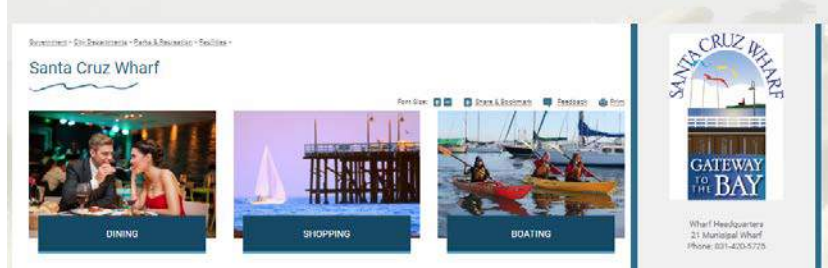 Government » City Departments » Parks & Recreation » Facilities »
Santa Cruz Wharf
Font Size: + - Share & Bookmark Feedback Print
DINING
SHOPPING
BOATING
SANTA CRUZ WHARF
GATEWAY
TO THE BAY
Wharf Headquarters
21 Municipal Wharf
Phone: 831-420-5725